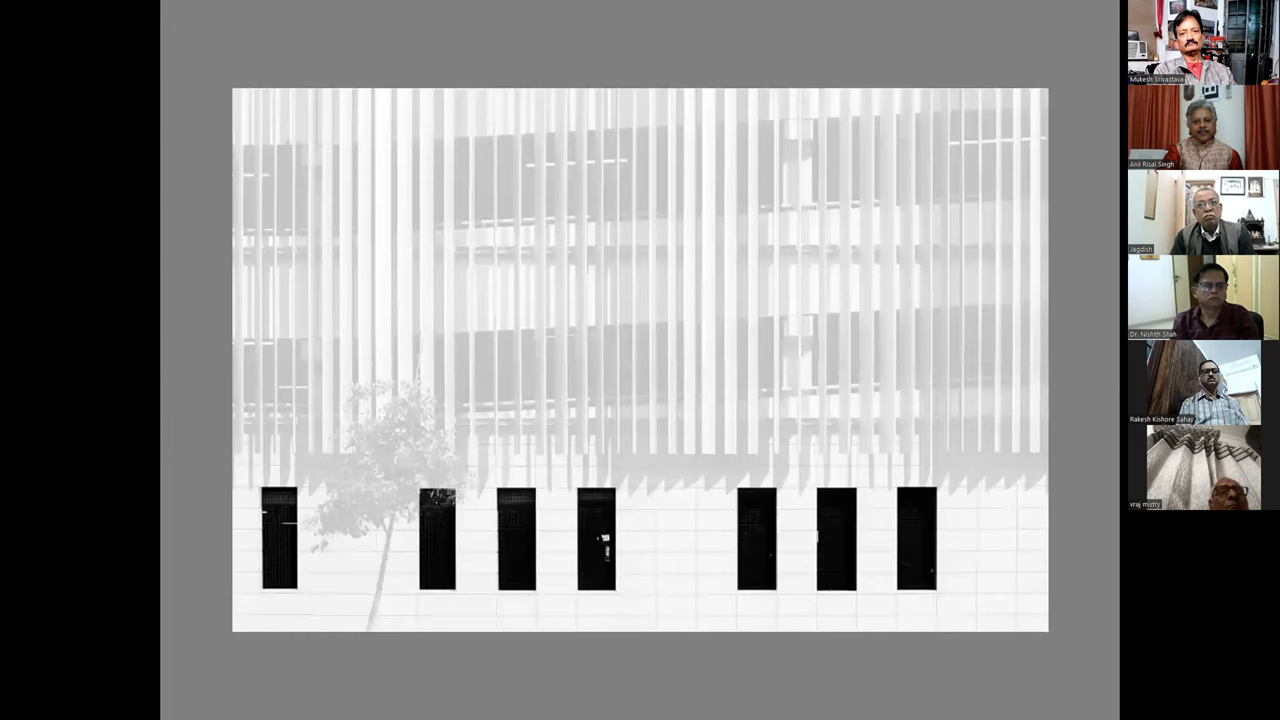 Mukesh Srivastava
Anil Risal Singh
Jagdish
Dr. Nishith Shah
Rakesh Kishore Sahay
vraj mistry